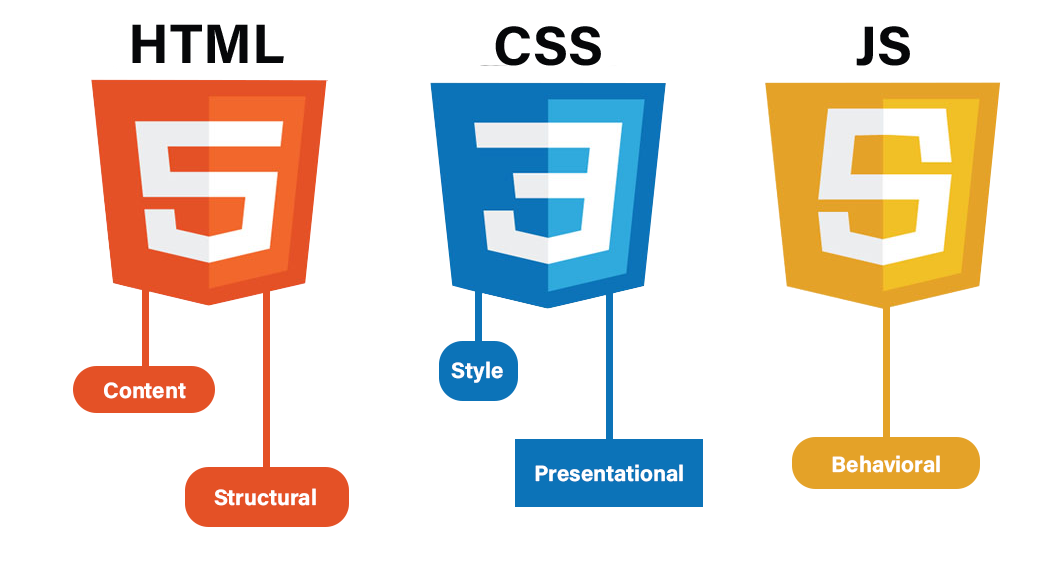 HTML
CSS
JS
5
3
5
Content
Structural
Style
Presentational
Behavioral